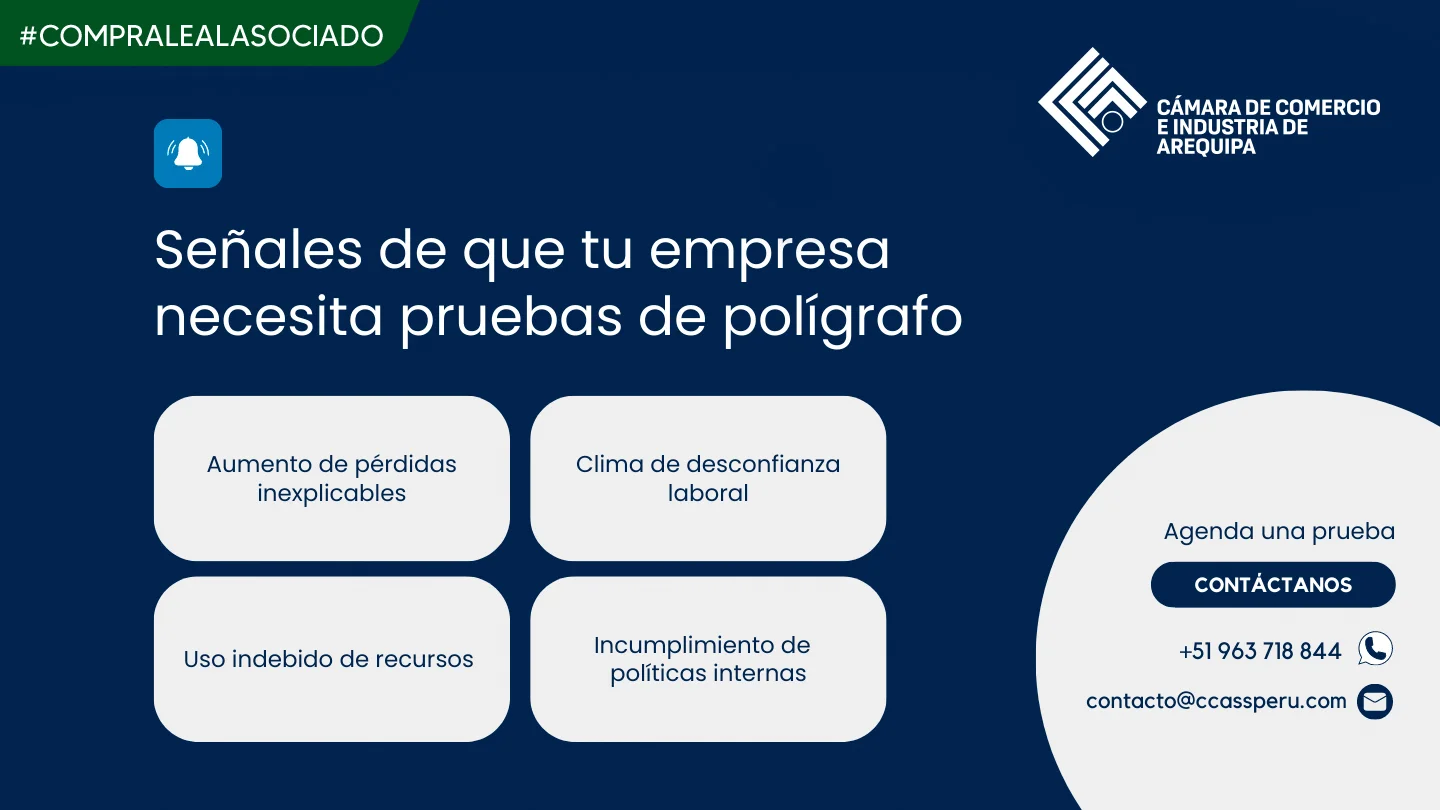 #COMPRALEALASOCIADO
CÁMARA DE COMERCIO
E INDUSTRIA DE
AREQUIPA
Señales de que tu empresa
necesita pruebas de polígrafo
Aumento de pérdidas
inexplicables
Clima de desconfianza
laboral
Uso indebido de recursos
Incumplimiento de
políticas internas
Agenda una prueba
CONTÁCTANOS
+51 963 718 844
contacto@ccassperu.com